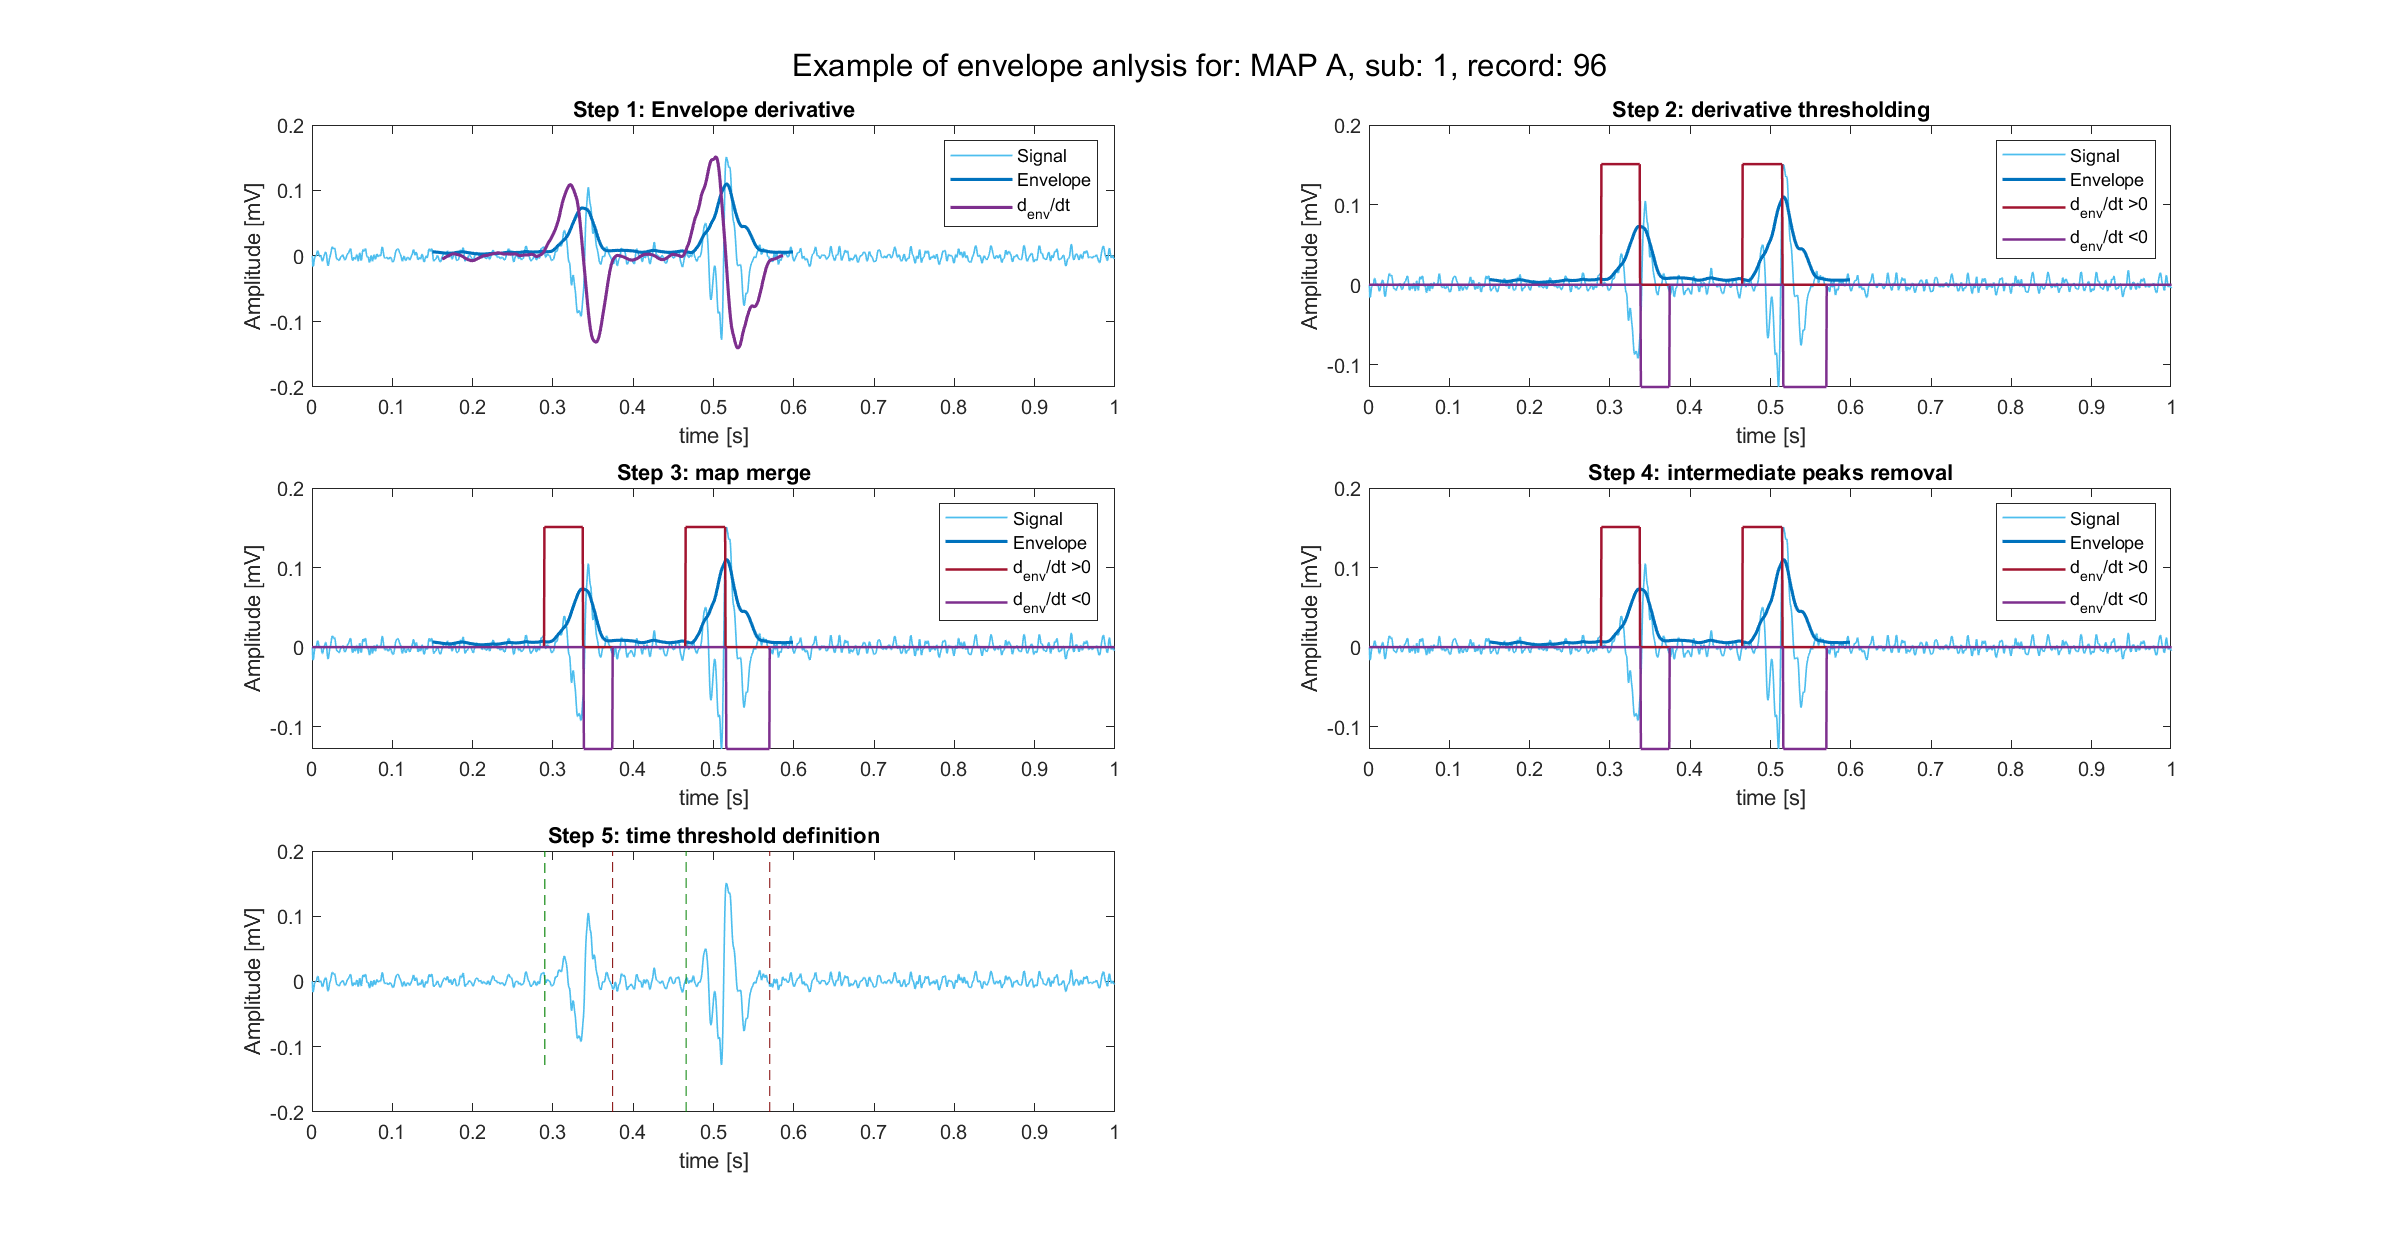 Example of envelope anlysis for: MAP A, sub: 1, record: 96
Step 1: Envelope derivative
0.2
0.1
0
-0.1
-0.2
Amplitude [mV]
Signal
Envelope
d_env/dt
0 0.1 0.2 0.3 0.4 0.5 0.6 0.7 0.8 0.9 1
time [s]
Step 2: derivative thresholding
0.2
0.1
0
-0.1
Amplitude [mV]
Signal
Envelope
d_env/dt >0
d_env/dt <0
0 0.1 0.2 0.3 0.4 0.5 0.6 0.7 0.8 0.9 1
time [s]
Step 3: map merge
0.2
0.1
0
-0.1
Amplitude [mV]
Signal
Envelope
d_env/dt >0
d_env/dt <0
0 0.1 0.2 0.3 0.4 0.5 0.6 0.7 0.8 0.9 1
time [s]
Step 4: intermediate peaks removal
0.2
0.1
0
-0.1
Amplitude [mV]
Signal
Envelope
d_env/dt >0
d_env/dt <0
0 0.1 0.2 0.3 0.4 0.5 0.6 0.7 0.8 0.9 1
time [s]
Step 5: time threshold definition
0.2
0.1
0
-0.1
-0.2
Amplitude [mV]
0 0.1 0.2 0.3 0.4 0.5 0.6 0.7 0.8 0.9 1
time [s]